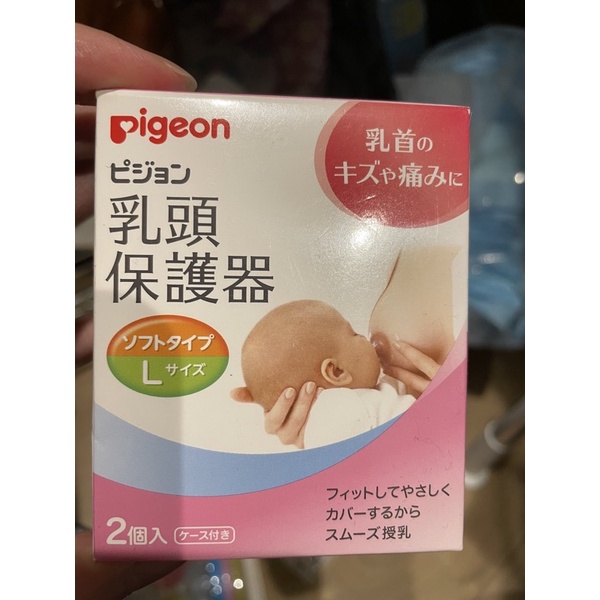 pigeon
ピジョン
乳頭
保護器
ソフトタイプ
Lサイズ
乳首の
キズや痛みに
フィットしてやさしく
カバーするから
スムーズ授乳
2個入 ケース付き